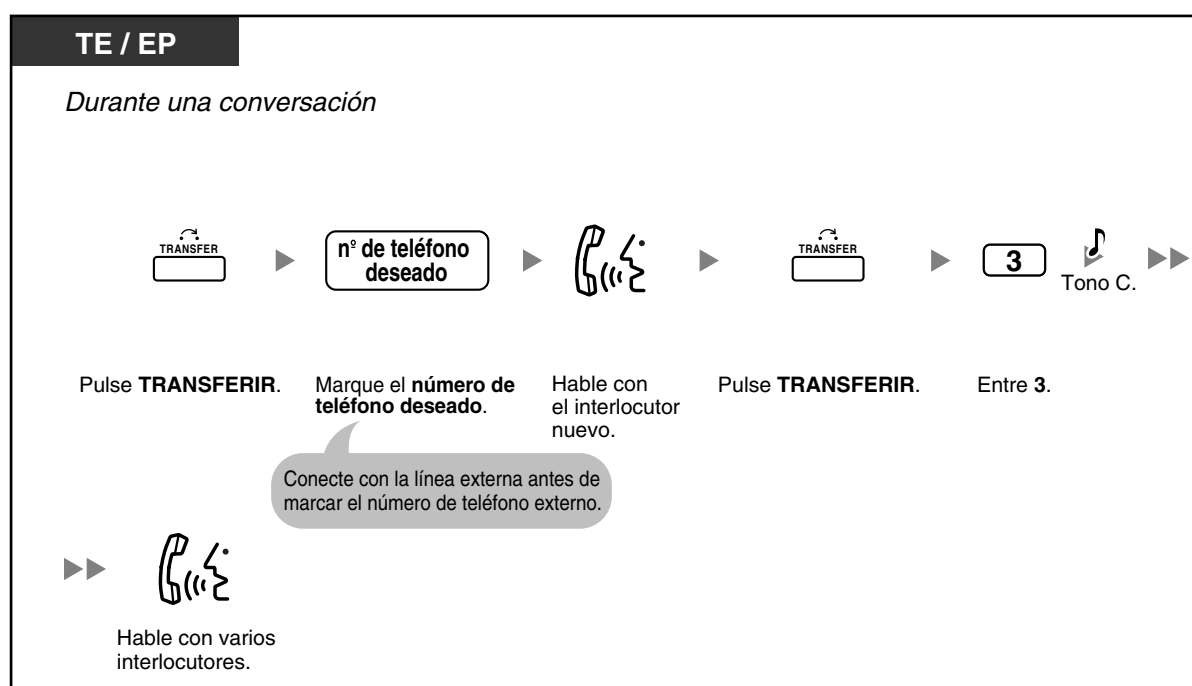 TE / EP
Durante una conversación
TRANSFER
nº de teléfono
deseado
TRANSFER
3
Tono C.
Pulse TRANSFERIR.
Marque el número de
teléfono deseado.
Hable con
el interlocutor
nuevo.
Pulse TRANSFERIR.
Entre 3.
Conecte con la línea externa antes de
marcar el número de teléfono externo.
Hable con varios
interlocutores.